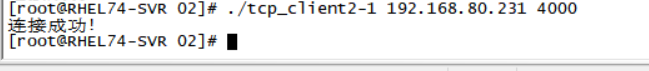 [root@RHEL74-SVR 02]# ./tcp_client2-1 192.168.80.231 4000
连接成功!
[root@RHEL74-SVR 02]#